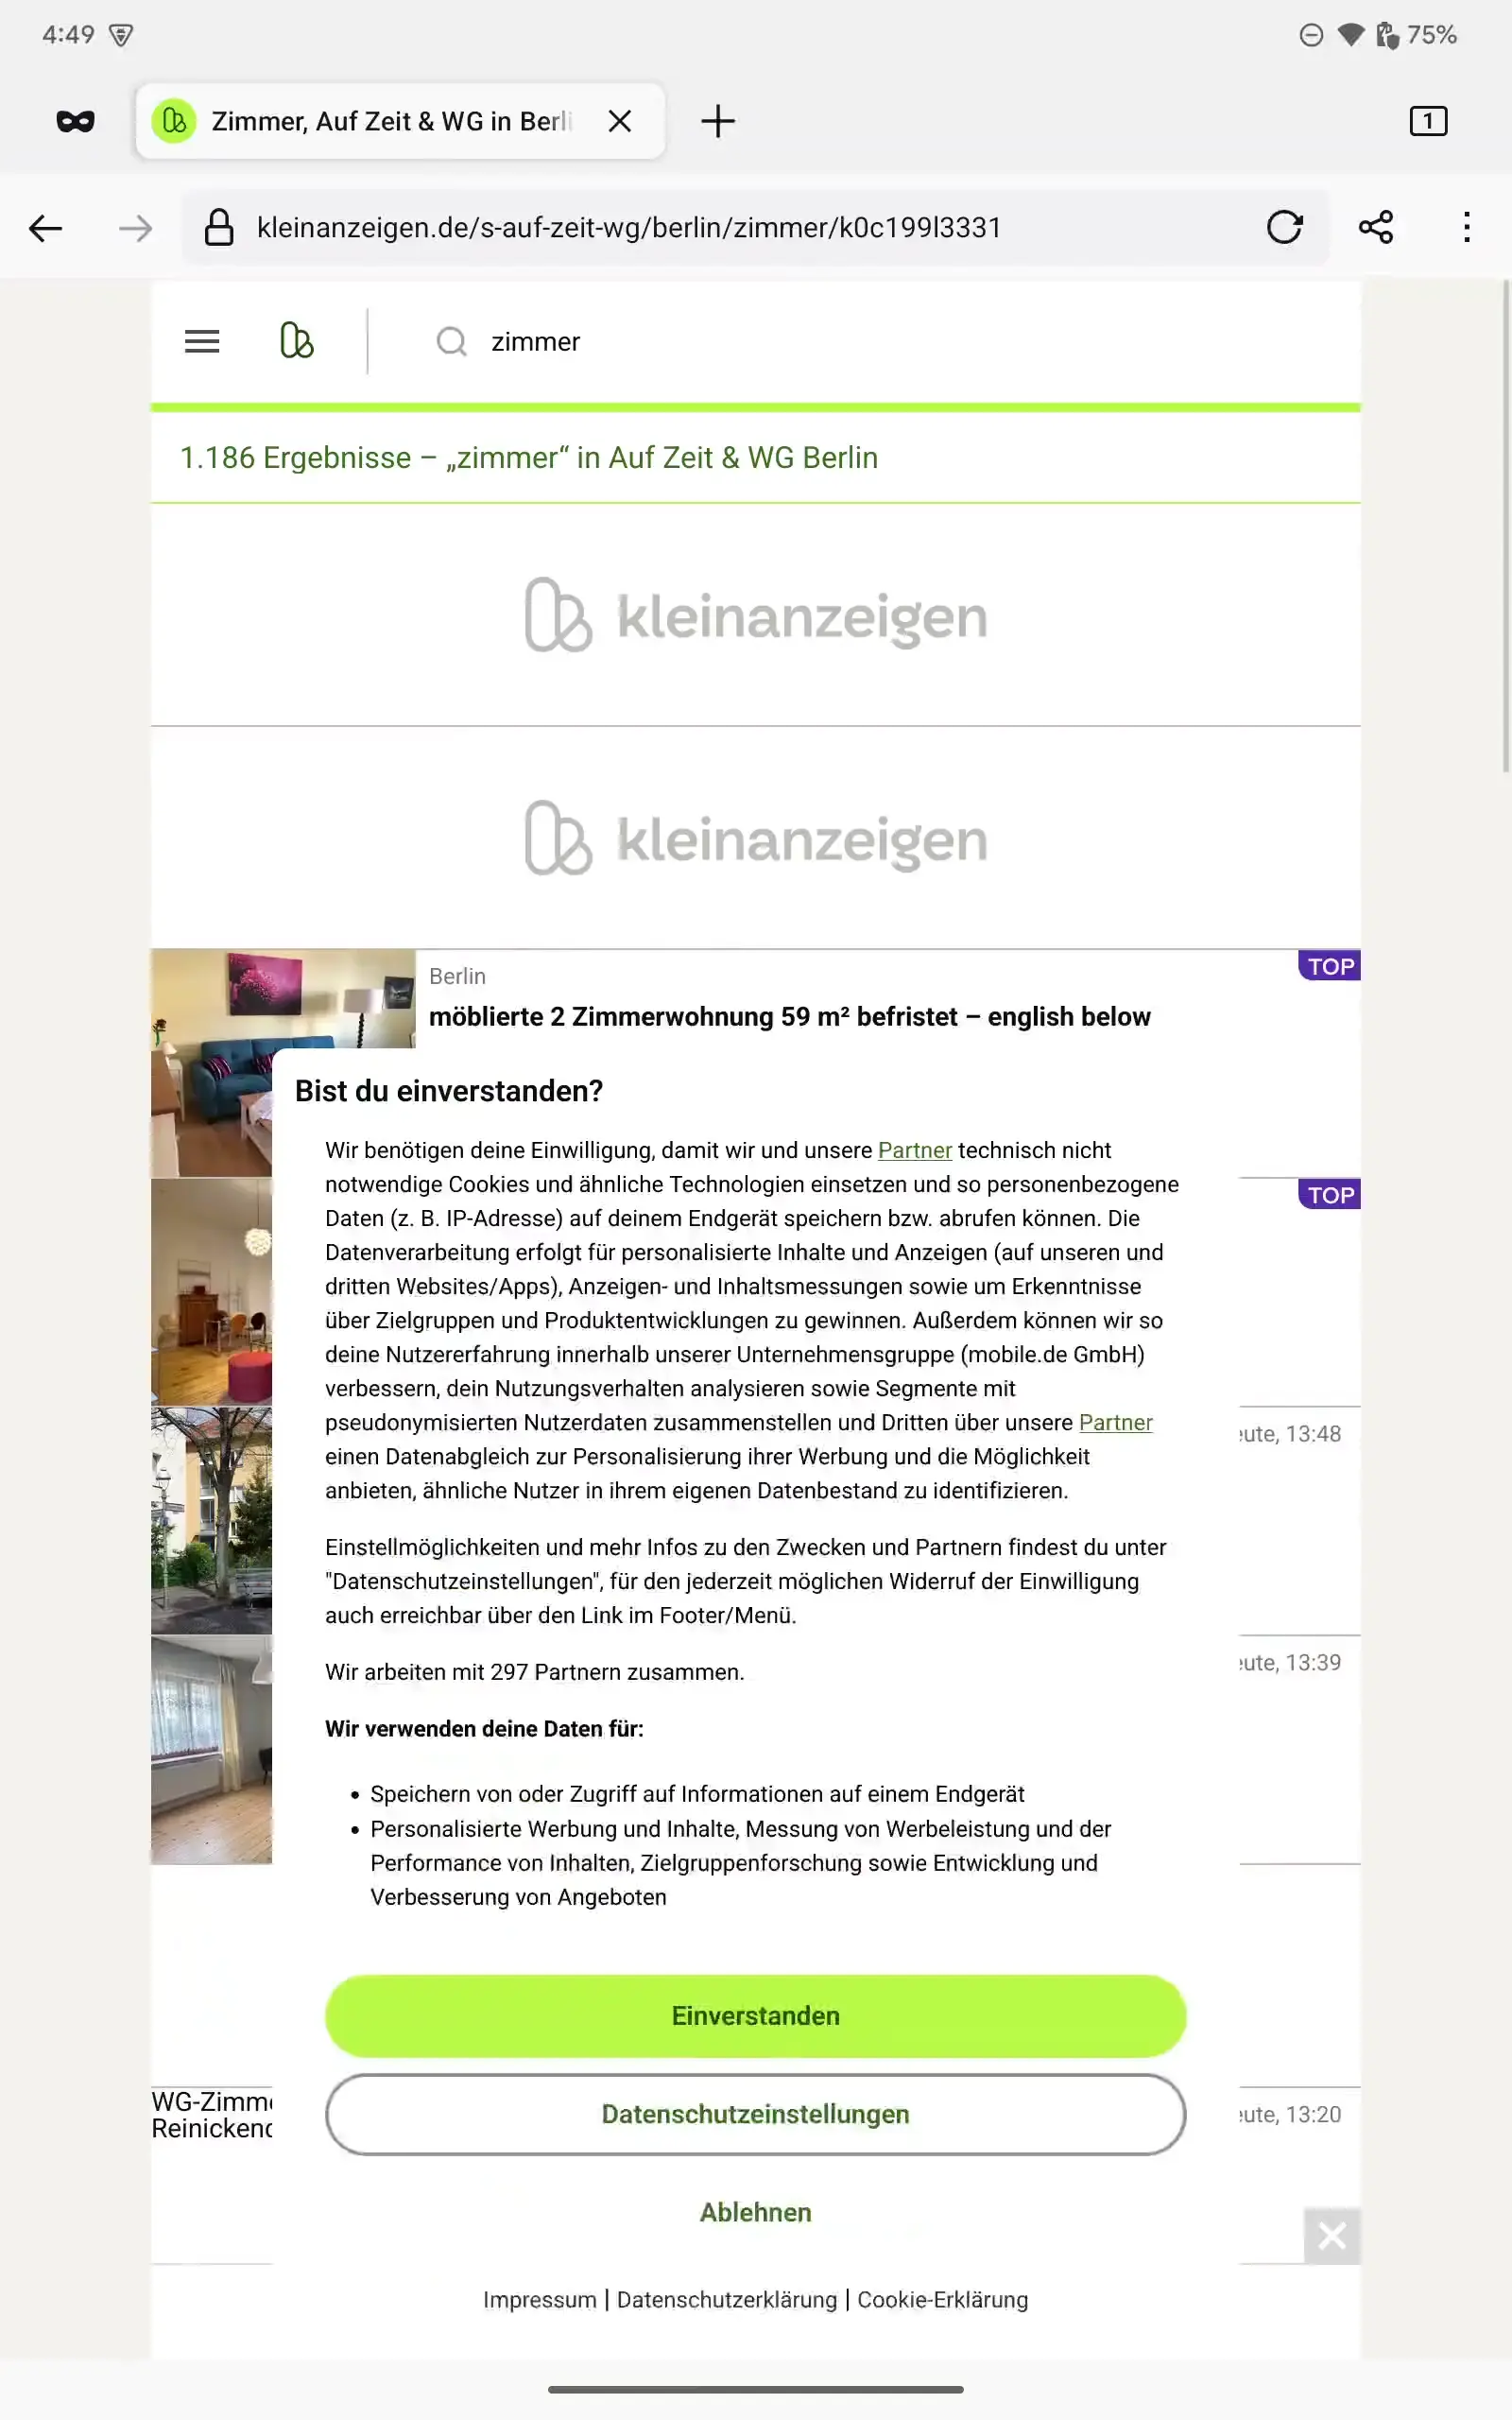 4:49
75%
Zimmer, Auf Zeit & WG in Berli
1
kleinanzeigen.de/s-auf-zeit-wg/berlin/zimmer/k0c199l3331
zimmer
1.186 Ergebnisse – „zimmer“ in Auf Zeit & WG Berlin
kleinanzeigen
kleinanzeigen
Berlin
TOP
möblierte 2 Zimmerwohnung 59 m² befristet – english below
Bist du einverstanden?
Wir benötigen deine Einwilligung, damit wir und unsere Partner technisch nicht
notwendige Cookies und ähnliche Technologien einsetzen und so personenbezogene
TOP
Daten (z. B. IP-Adresse) auf deinem Endgerät speichern bzw. abrufen können. Die
Datenverarbeitung erfolgt für personalisierte Inhalte und Anzeigen (auf unseren und
dritten Websites/Apps), Anzeigen- und Inhaltsmessungen sowie um Erkenntnisse
über Zielgruppen und Produktentwicklungen zu gewinnen. Außerdem können wir so
deine Nutzererfahrung innerhalb unserer Unternehmensgruppe (mobile.de GmbH)
verbessern, dein Nutzungsverhalten analysieren sowie Segmente mit
pseudonymisierten Nutzerdaten zusammenstellen und Dritten über unsere Partner
eute, 13:48
einen Datenabgleich zur Personalisierung ihrer Werbung und die Möglichkeit
anbieten, ähnliche Nutzer in ihrem eigenen Datenbestand zu identifizieren.
Einstellmöglichkeiten und mehr Infos zu den Zwecken und Partnern findest du unter
"Datenschutzeinstellungen", für den jederzeit möglichen Widerruf der Einwilligung
auch erreichbar über den Link im Footer/Menü.
eute, 13:39
Wir arbeiten mit 297 Partnern zusammen.
Wir verwenden deine Daten für:
• Speichern von oder Zugriff auf Informationen auf einem Endgerät
• Personalisierte Werbung und Inhalte, Messung von Werbeleistung und der
Performance von Inhalten, Zielgruppenforschung sowie Entwicklung und
Verbesserung von Angeboten
Einverstanden
WG-Zimme
Reinickend
Datenschutzeinstellungen
eute, 13:20
Ablehnen
Impressum | Datenschutzerklärung | Cookie-Erklärung